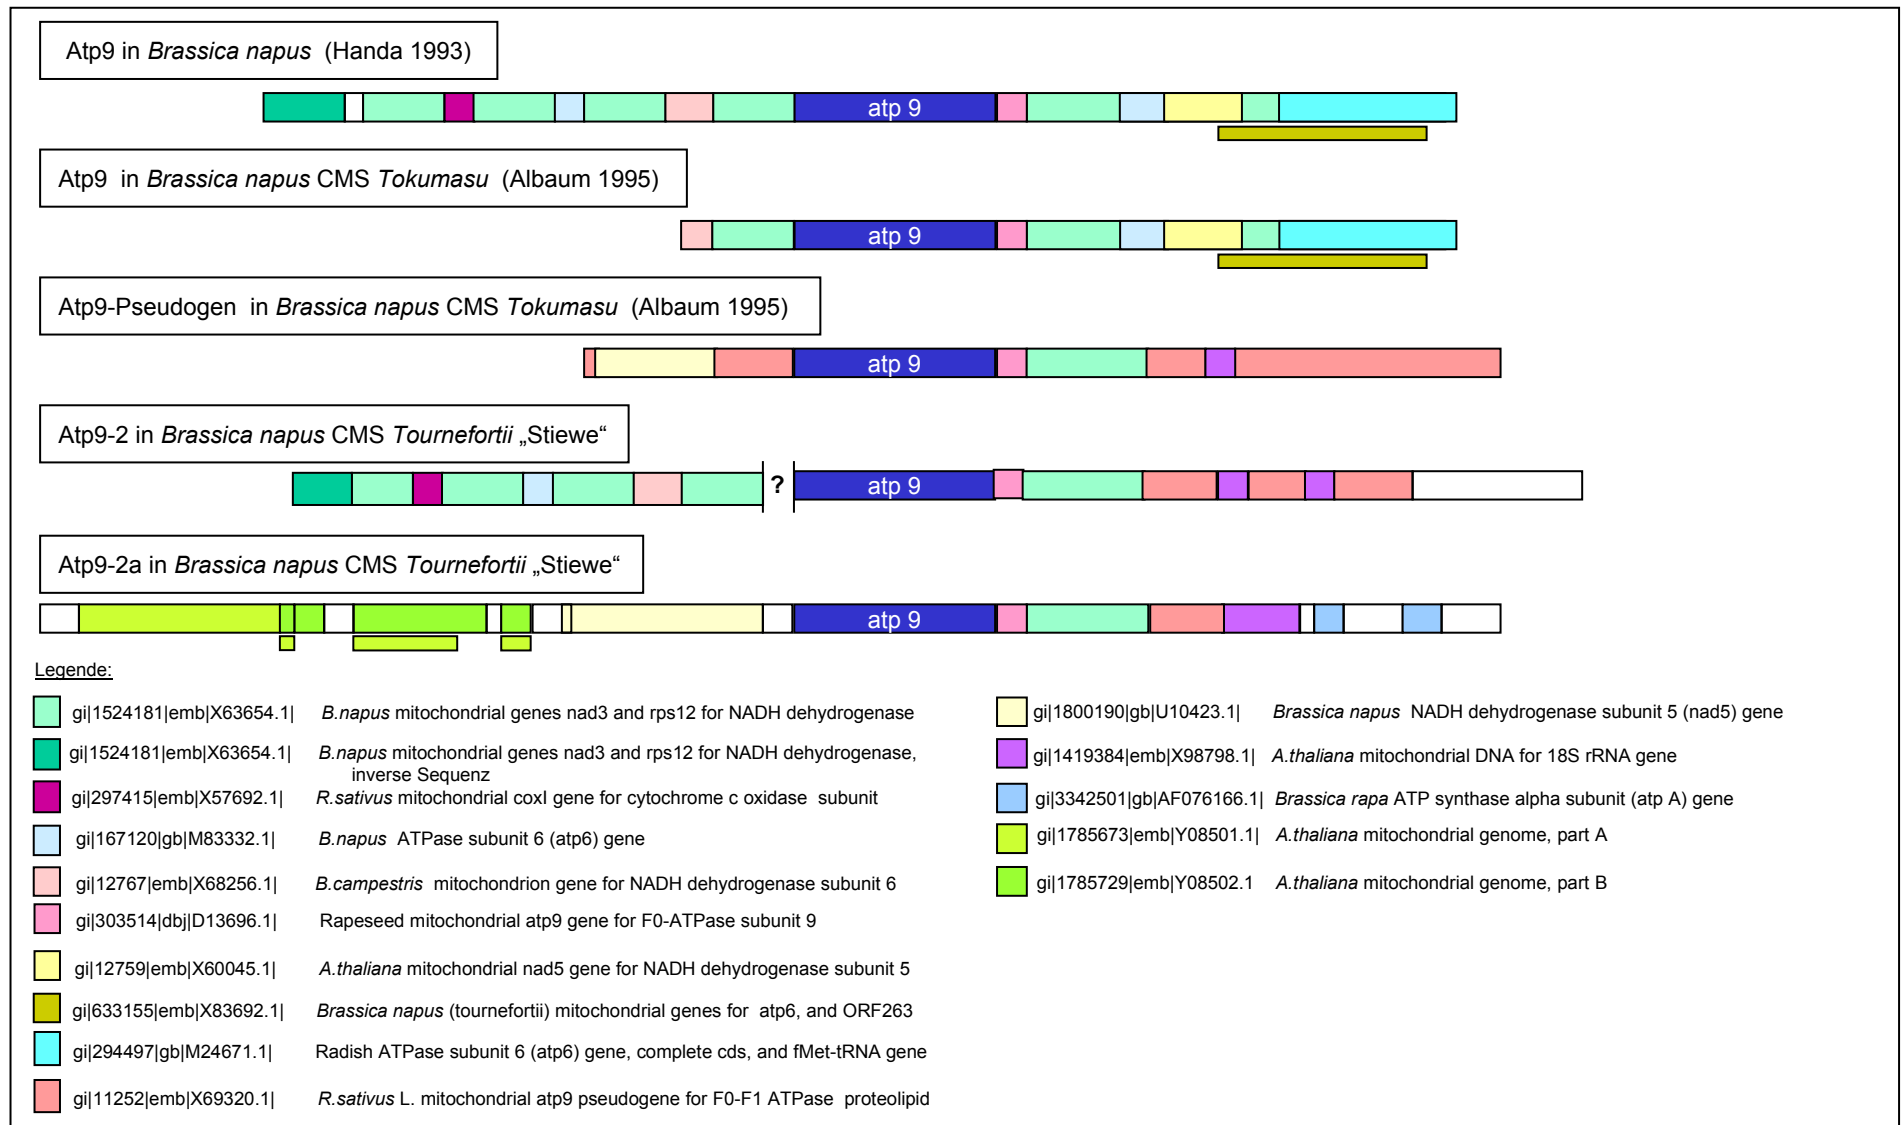 Atp9 in Brassica napus (Handa 1993)
atp 9
Atp9 in Brassica napus CMS Tokumasu (Albaum 1995)
atp 9
Atp9-Pseudogen in Brassica napus CMS Tokumasu (Albaum 1995)
atp 9
Atp9-2 in Brassica napus CMS Tournefortii „Stiewe“
? atp 9
Atp9-2a in Brassica napus CMS Tournefortii „Stiewe“
atp 9
Legende:
gi|1524181|emb|X63654.1| B.napus mitochondrial genes nad3 and rps12 for NADH dehydrogenase
gi|1524181|emb|X63654.1| B.napus mitochondrial genes nad3 and rps12 for NADH dehydrogenase,
inverse Sequenz
gi|297415|emb|X57692.1| R.sativus mitochondrial coxI gene for cytochrome c oxidase subunit
gi|167120|gb|M83332.1| B.napus ATPase subunit 6 (atp6) gene
gi|12767|emb|X68256.1| B.campestris mitochondrion gene for NADH dehydrogenase subunit 6
gi|303514|dbj|D13696.1| Rapeseed mitochondrial atp9 gene for F0-ATPase subunit 9
gi|12759|emb|X60045.1| A.thaliana mitochondrial nad5 gene for NADH dehydrogenase subunit 5
gi|633155|emb|X83692.1| Brassica napus (tournefortii) mitochondrial genes for atp6, and ORF263
gi|294497|gb|M24671.1| Radish ATPase subunit 6 (atp6) gene, complete cds, and fMet-tRNA gene
gi|11252|emb|X69320.1| R.sativus L. mitochondrial atp9 pseudogene for F0-F1 ATPase proteolipid
gi|1800190|gb|U10423.1| Brassica napus NADH dehydrogenase subunit 5 (nad5) gene
gi|1419384|emb|X98798.1| A.thaliana mitochondrial DNA for 18S rRNA gene
gi|3342501|gb|AF076166.1| Brassica rapa ATP synthase alpha subunit (atp A) gene
gi|1785673|emb|Y08501.1| A.thaliana mitochondrial genome, part A
gi|1785729|emb|Y08502.1 A.thaliana mitochondrial genome, part B